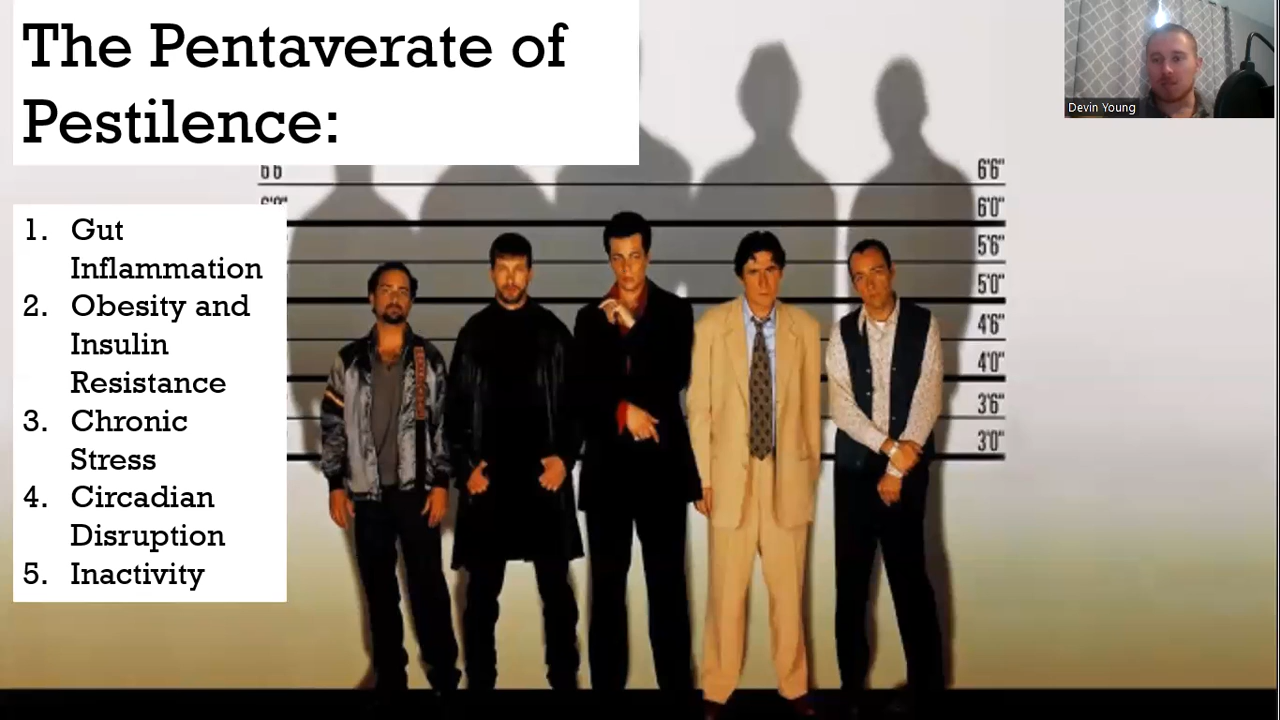 The Pentaverate of
Pestilence:
Devin Young
6'6"
6'0"
5'6"
5'0"
4'6"
4'0"
3'6"
3'0"
1. Gut
Inflammation
2. Obesity and
Insulin
Resistance
3. Chronic
Stress
4. Circadian
Disruption
5. Inactivity